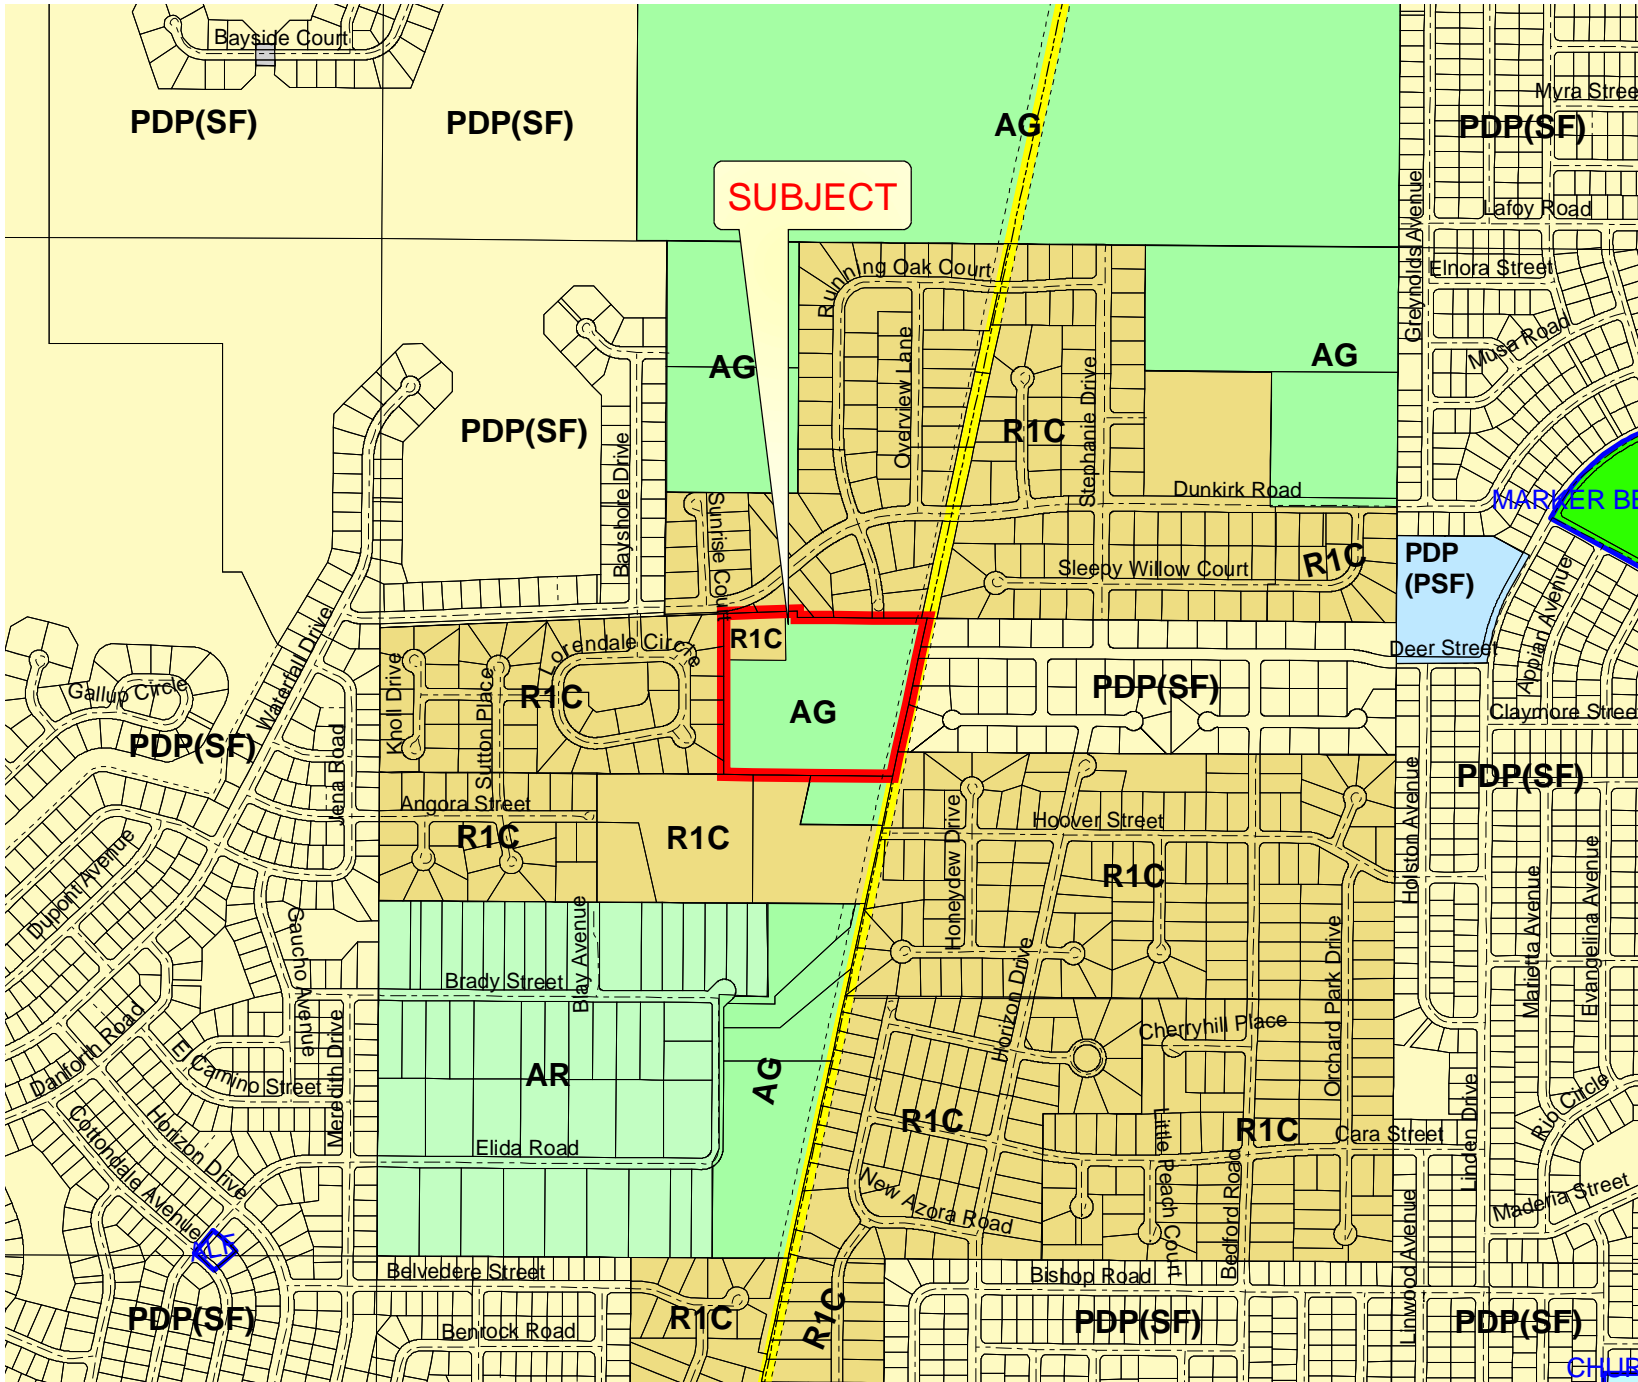 Bayside Court
PDP(SF)
PDP(SF)
AG
Myra Stree
PDP(SF)
SUBJECT
Greynolds Avenue
Lafoy Road
Elnora Street
Running Oak Court
Musa Road
AG
AG
Overview Lane
Stephanie Drive
R1C
PDP(SF)
Bayshore Drive
Dunkirk Road
MARKER BE
Sunrise Court
Sleepy Willow Court
R1C
PDP
(PSF)
Appian Avenue
Waterfall Drive
R1C
Lorendale Circle
Deer Street
Knoll Drive
Sutton Place
R1C
Gallup Circle
PDP(SF)
AG
PDP(SF)
Claymore Street
Jena Road
PDP(SF)
Angora Street
R1C
R1C
Honeydew Drive
Hoover Street
R1C
Holston Avenue
Dupont Avenue
Marietta Avenue
Evangelina Avenue
Gaucho Avenue
Blay Avenue
Brady Street
Horizon Drive
Orchard Park Drive
Cherryhill Place
Danforth Road
El Camino Street
Meredith Drive
AR
AG
R1C
Little Peach Court
R1C
Cara Street
Rio Circle
Linden Drive
Cottondale Avenue
Horizon Drive
Elida Road
New Azora Road
Bedford Road
Linwood Avenue
Maderia Street
Belvedere Street
Bishop Road
PDP(SF)
Benrock Road
R1C
R1C
PDP(SF)
PDP(SF)
CHUR